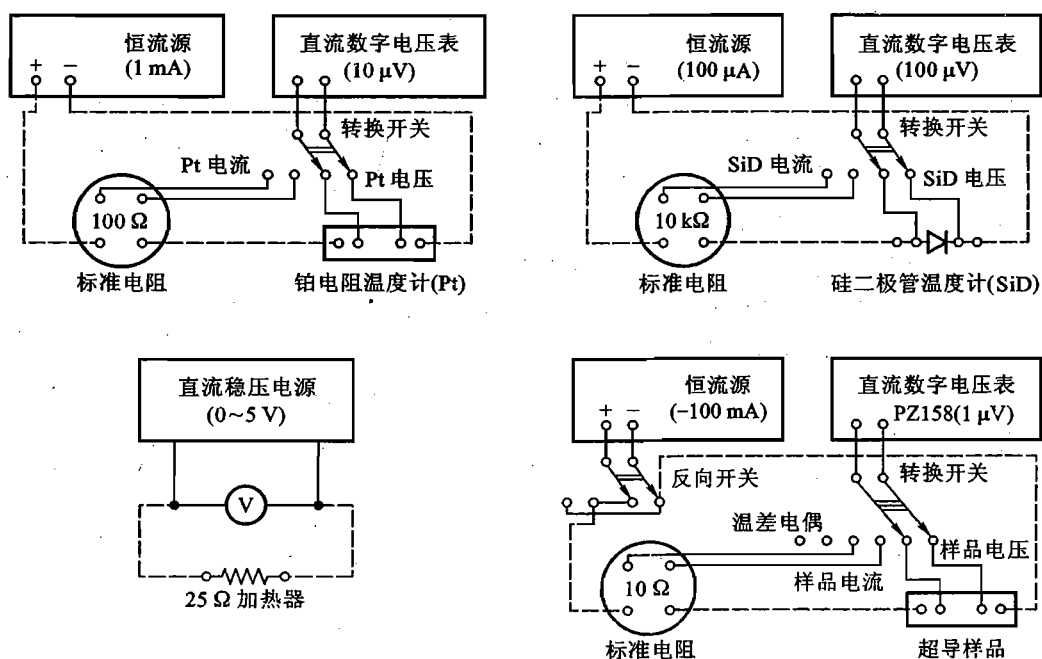 恒流源
(1 mA)
+ −
直流数字电压表
(10 μV)
转换开关
Pt 电流
Pt 电压
100 Ω
标准电阻
铂电阻温度计(Pt)
恒流源
(100 μA)
+ −
直流数字电压表
(100 μV)
转换开关
SiD 电流
SiD 电压
10 kΩ
标准电阻
硅二极管温度计(SiD)
直流稳压电源
(0~5 V)
V
25 Ω 加热器
恒流源
(−100 mA)
+ −
直流数字电压表
PZ158(1 μV)
反向开关
转换开关
温差电偶
样品电压
样品电流
10 Ω
标准电阻
超导样品